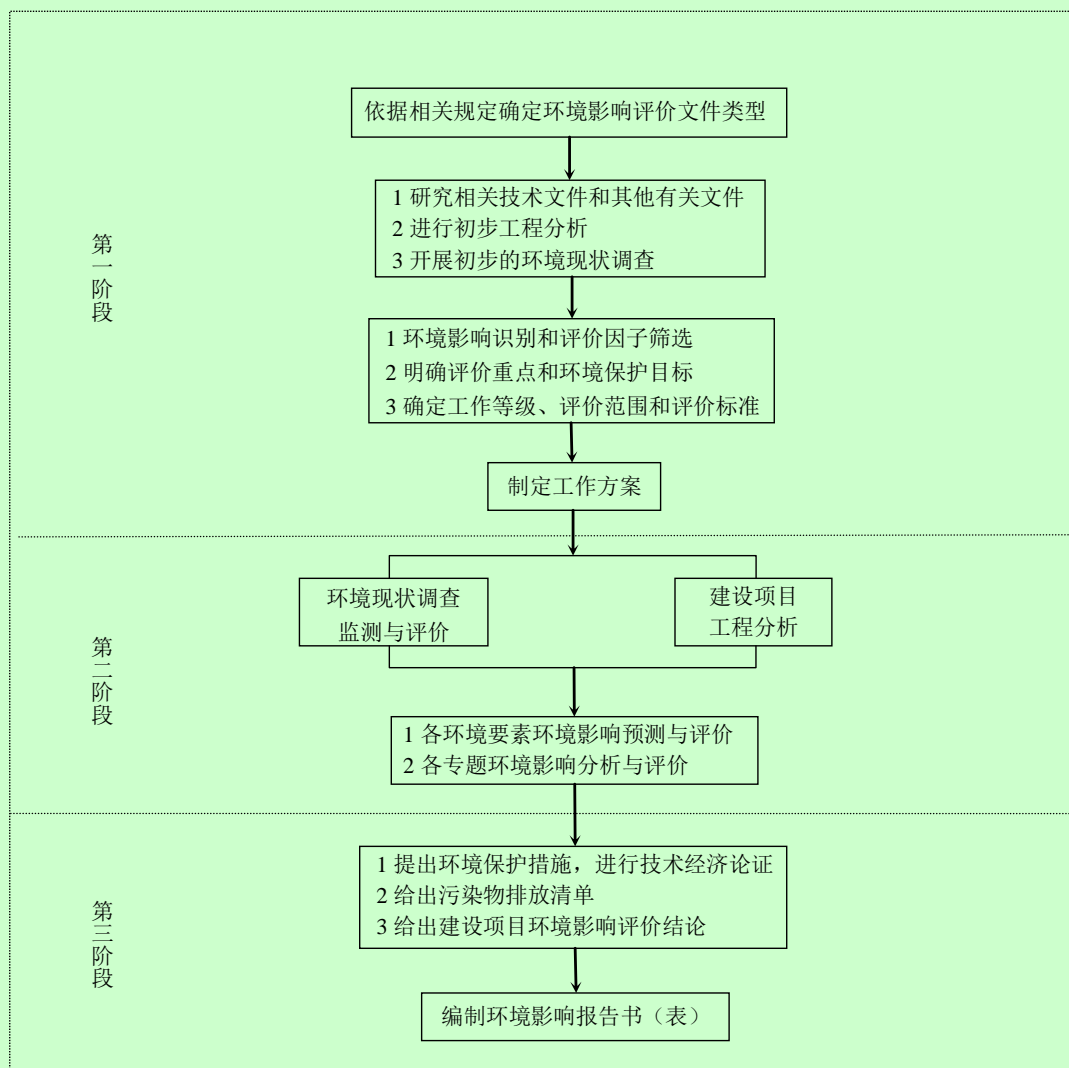 依据相关规定确定环境影响评价文件类型
1 研究相关技术文件和其他有关文件
2 进行初步工程分析
3 开展初步的环境现状调查
第一阶段
1 环境影响识别和评价因子筛选
2 明确评价重点和环境保护目标
3 确定工作等级、评价范围和评价标准
制定工作方案
环境现状调查
监测与评价
建设项目
工程分析
第二阶段
1 各环境要素环境影响预测与评价
2 各专题环境影响分析与评价
1 提出环境保护措施，进行技术经济论证
2 给出污染物排放清单
3 给出建设项目环境影响评价结论
第三阶段
编制环境影响报告书（表）